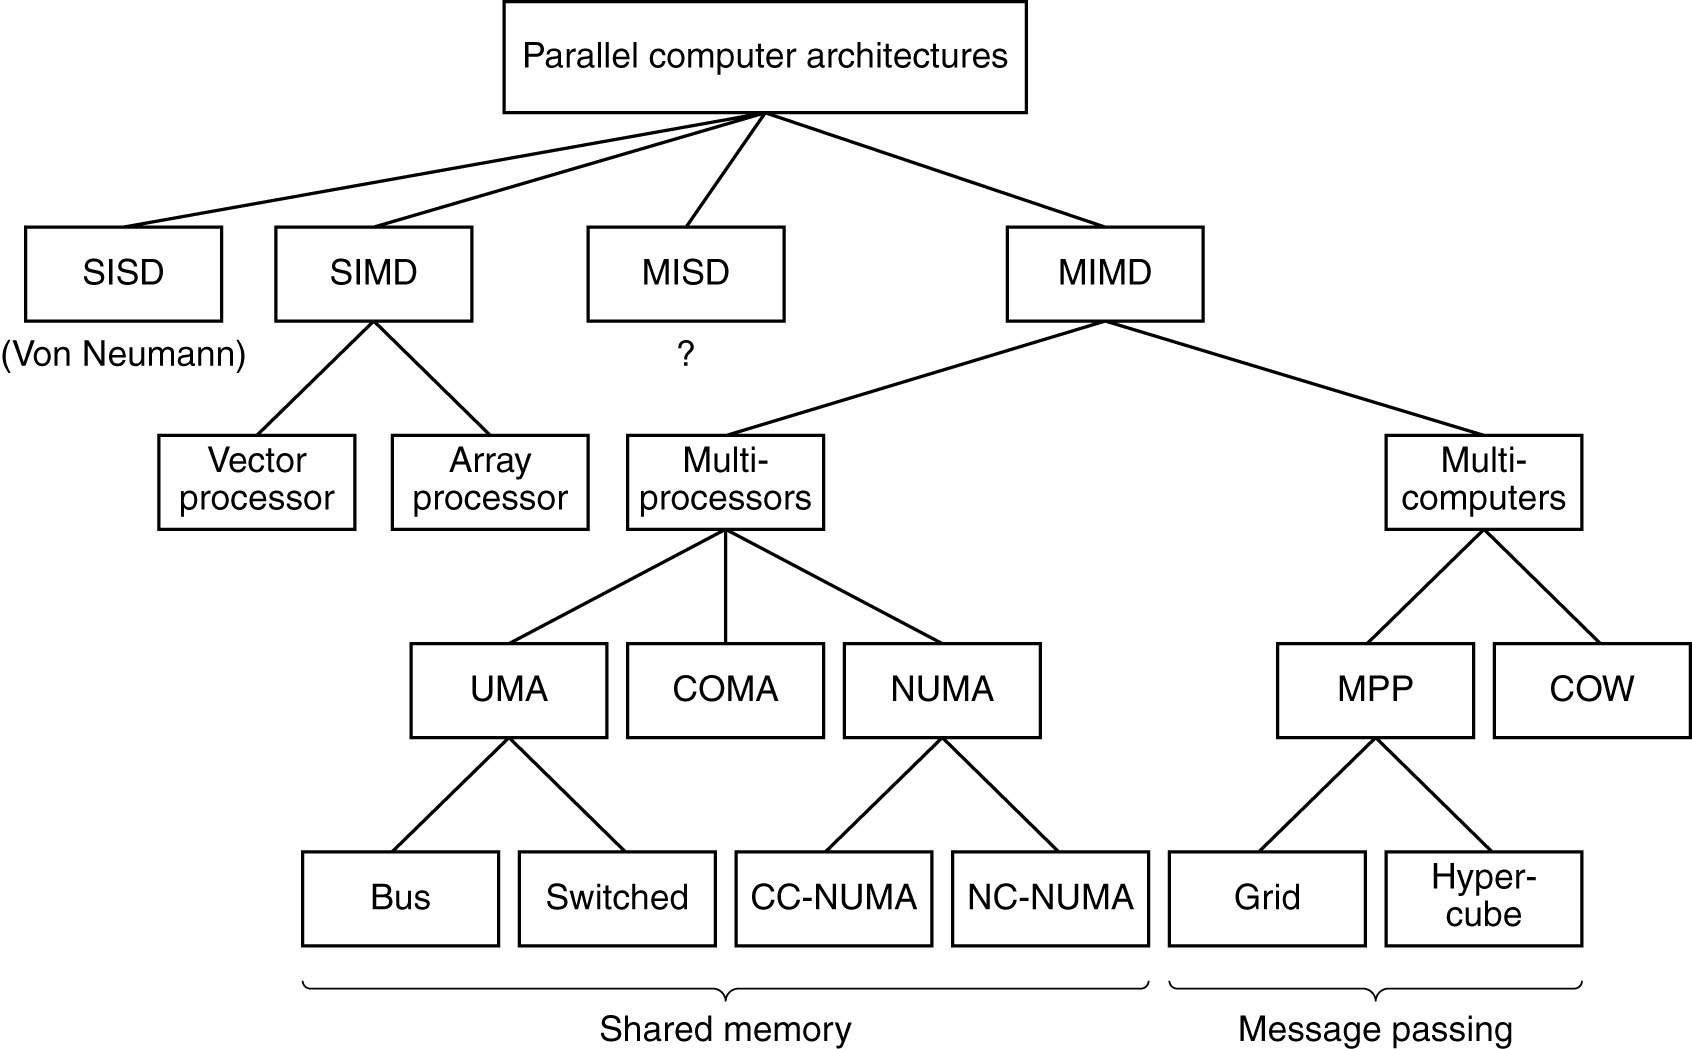 Parallel computer architectures
SISD
SIMD
MISD
MIMD
(Von Neumann)
?
Vector
processor
Array
processor
Multi-
processors
Multi-
computers
UMA
COMA
NUMA
MPP
COW
Bus
Switched
CC-NUMA
NC-NUMA
Grid
Hyper-
cube
Shared memory
Message passing